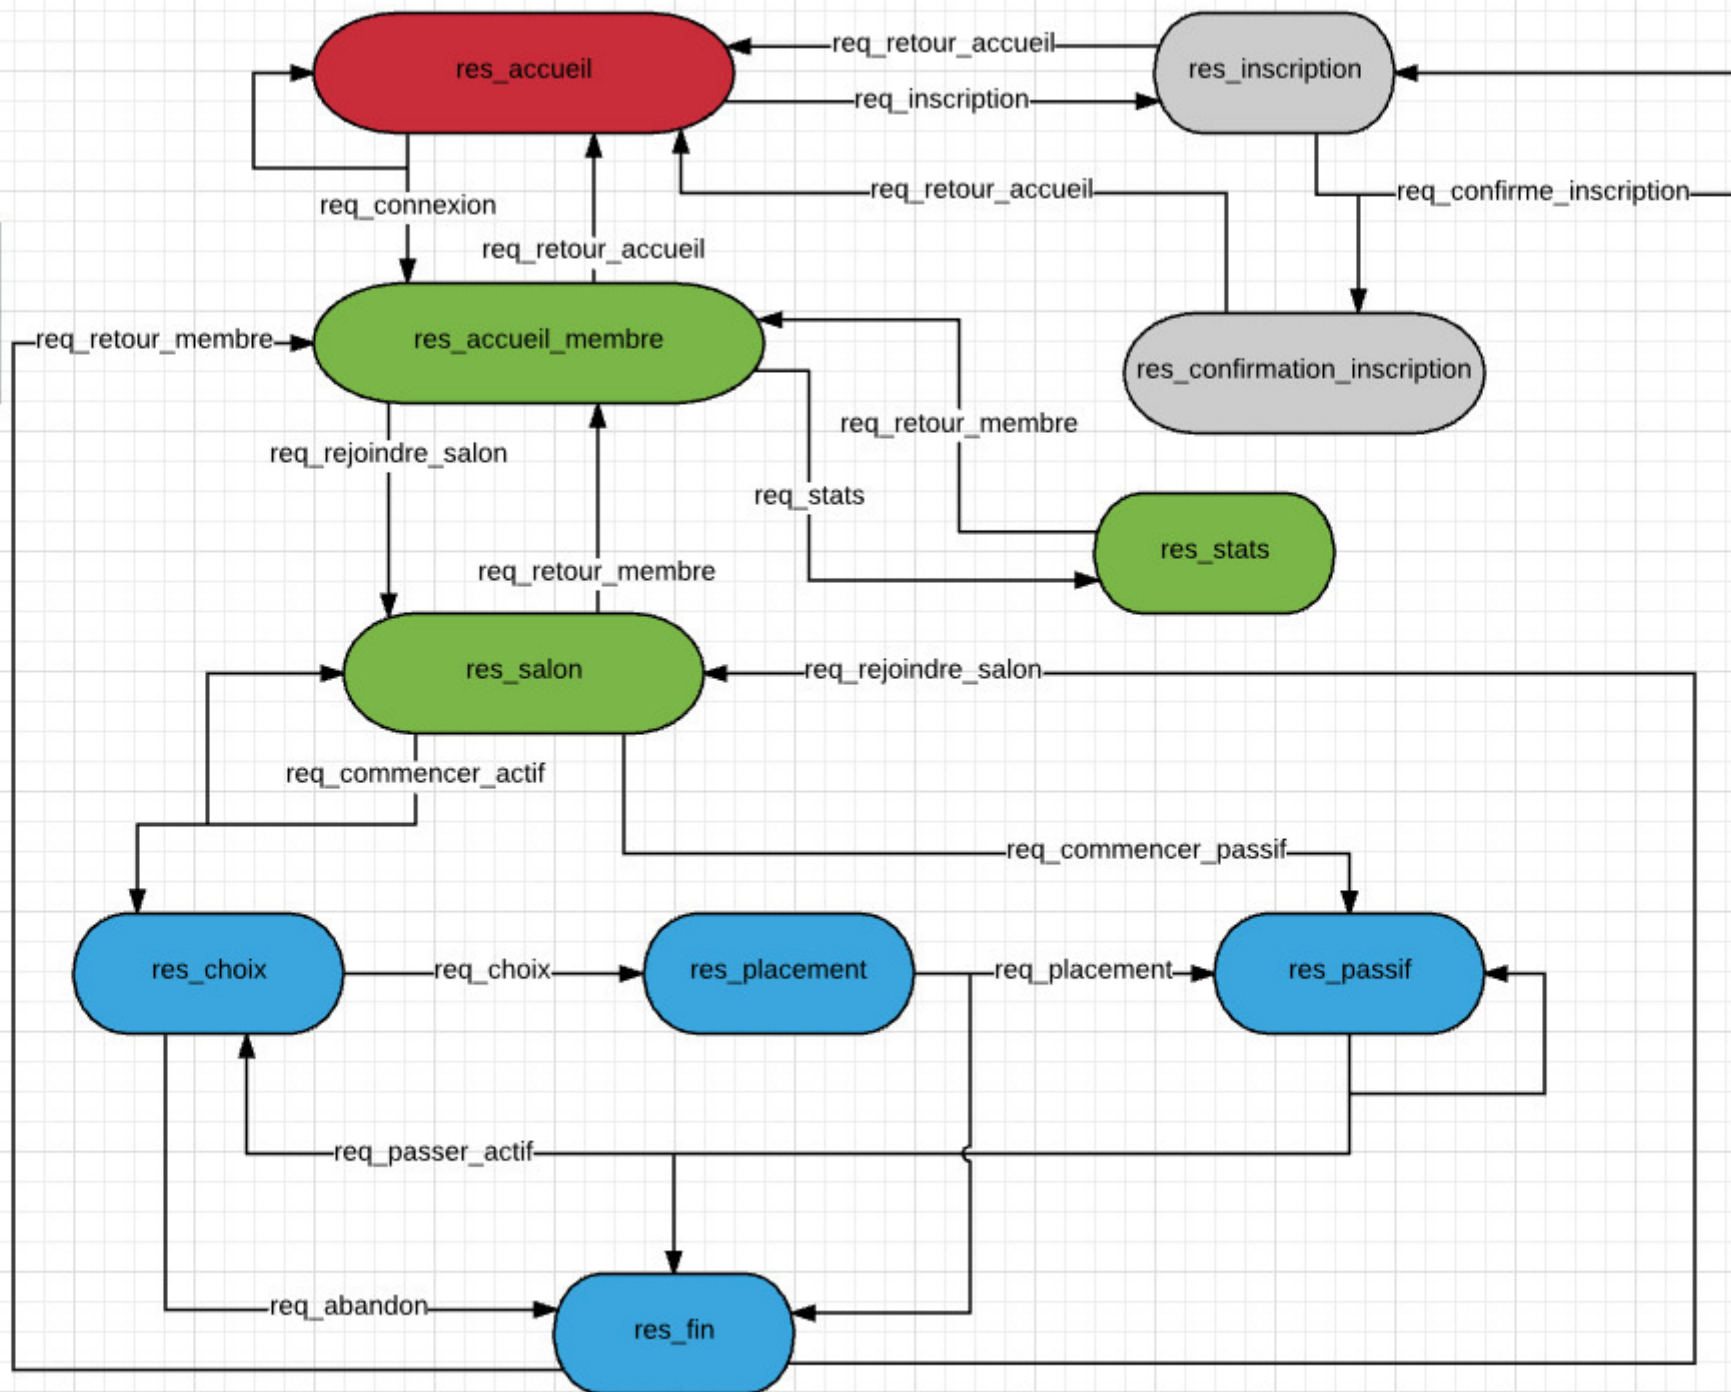 res_accueil
req_retour_accueil
res_inscription
req_inscription
req_retour_accueil
req_confirme_inscription
req_connexion
req_retour_accueil
req_retour_membre
res_accueil_membre
res_confirmation_inscription
req_retour_membre
req_rejoindre_salon
req_stats
res_stats
req_retour_membre
res_salon
req_rejoindre_salon
req_commencer_actif
req_commencer_passif
res_choix
req_choix
res_placement
req_placement
res_passif
req_passer_actif
req_abandon
res_fin